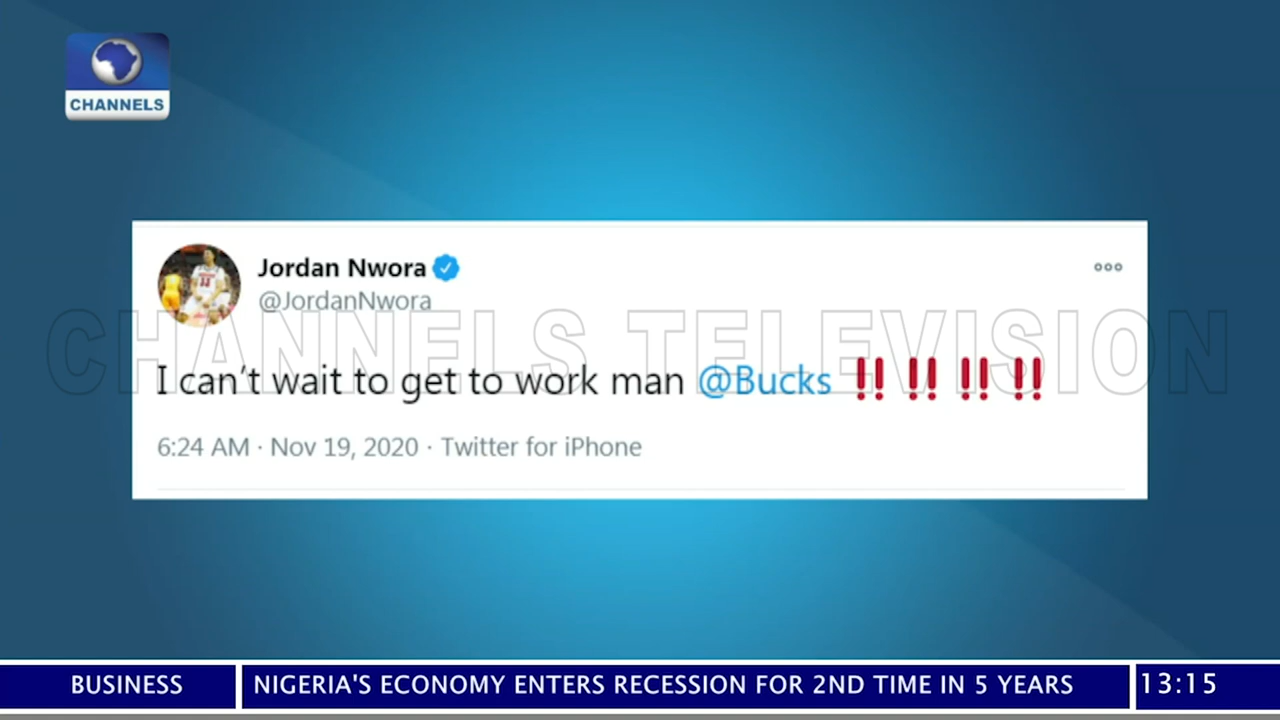 CHANNELS
Jordan Nwora
@JordanNwora
CHANNELS TELEVISION
I can't wait to get to work man @Bucks ‼️ ‼️ ‼️ ‼️
6:24 AM · Nov 19, 2020 · Twitter for iPhone
BUSINESS NIGERIA'S ECONOMY ENTERS RECESSION FOR 2ND TIME IN 5 YEARS 13:15